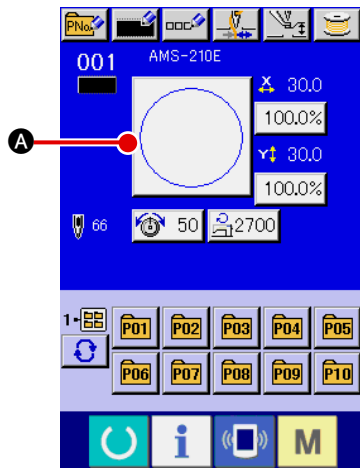 PNo.
001
AMS-210E
X 30.0
100.0%
A
Y 30.0
100.0%
66
50
2700
1-
P01 P02 P03 P04 P05
P06 P07 P08 P09 P10
i
M